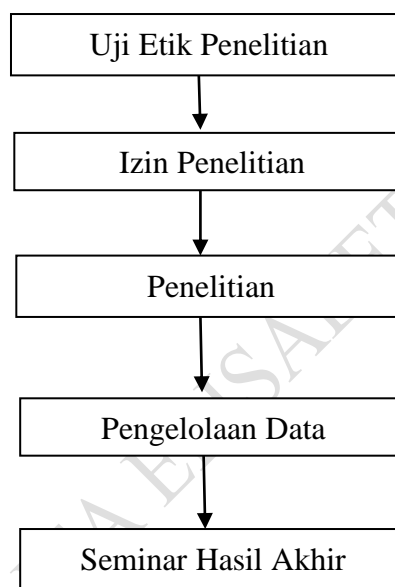 Uji Etik Penelitian
Izin Penelitian
Penelitian
Pengelolaan Data
Seminar Hasil Akhir